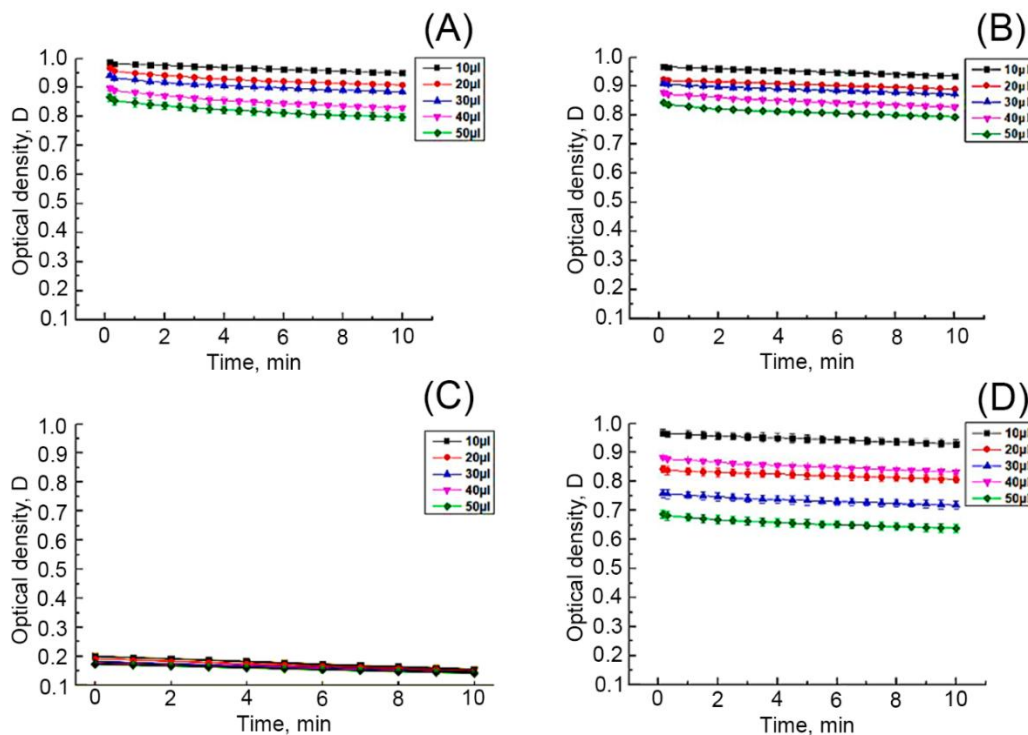 (A)
1.0
0.9
0.8
0.7
0.6
0.5
0.4
0.3
0.2
0.1
Optical density, D
10µl
20µl
30µl
40µl
50µl
0 2 4 6 8 10
Time, min
(B)
1.0
0.9
0.8
0.7
0.6
0.5
0.4
0.3
0.2
0.1
Optical density, D
10µl
20µl
30µl
40µl
50µl
0 2 4 6 8 10
Time, min
(C)
1.0
0.9
0.8
0.7
0.6
0.5
0.4
0.3
0.2
0.1
Optical density, D
10µl
20µl
30µl
40µl
50µl
0 2 4 6 8 10
Time, min
(D)
1.0
0.9
0.8
0.7
0.6
0.5
0.4
0.3
0.2
0.1
Optical density, D
10µl
20µl
30µl
40µl
50µl
0 2 4 6 8 10
Time, min